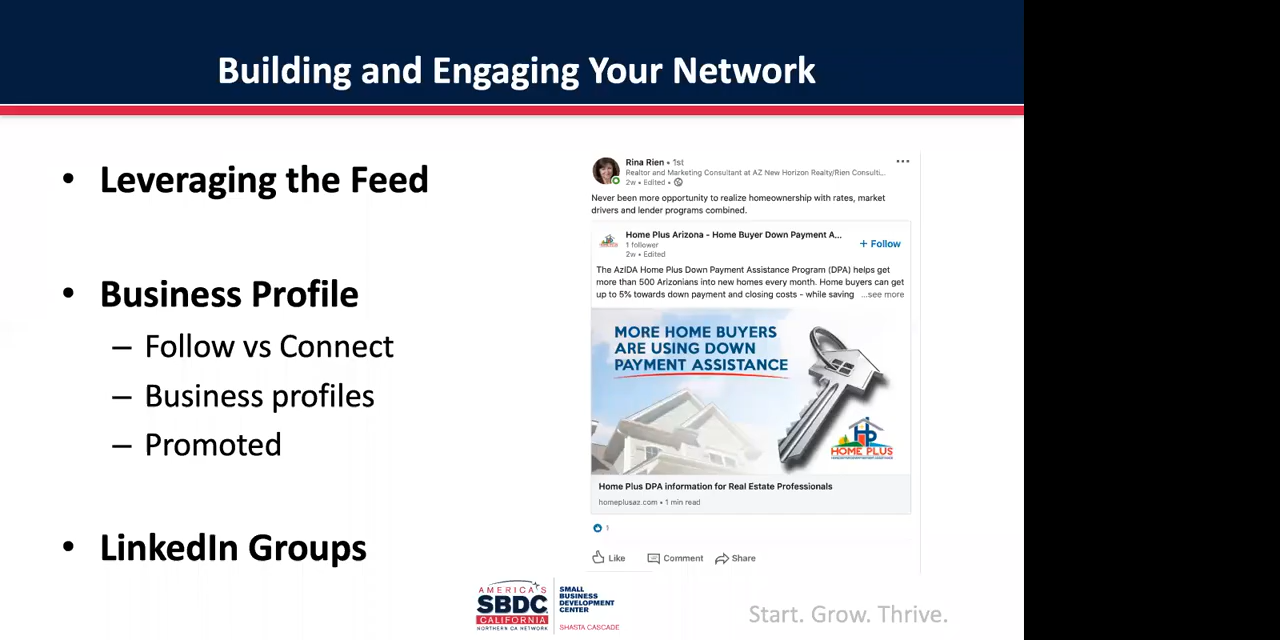 Building and Engaging Your Network
• Leveraging the Feed
• Business Profile
– Follow vs Connect
– Business profiles
– Promoted
• LinkedIn Groups
Rina Rien • 1st
Realtor and Marketing Consultant at AZ New Horizon Realty/Rien Consulti...
2w • Edited •
Never been more opportunity to realize homeownership with rates, market
drivers and lender programs combined.
Home Plus Arizona - Home Buyer Down Payment A...
+ Follow
1 follower
2w • Edited
The AzIDA Home Plus Down Payment Assistance Program (DPA) helps get
more than 500 Arizonians into new homes every month. Home buyers can get
up to 5% towards down payment and closing costs - while saving ...see more
MORE HOME BUYERS
ARE USING DOWN
PAYMENT ASSISTANCE
HP
HOME PLUS
Home Plus DPA information for Real Estate Professionals
homeplusaz.com • 1 min read
1
Like Comment Share
AMERICA'S
SBDC
CALIFORNIA
NORTHERN CA NETWORK
SMALL
BUSINESS
DEVELOPMENT
CENTER
SHASTA CASCADE
Start. Grow. Thrive.